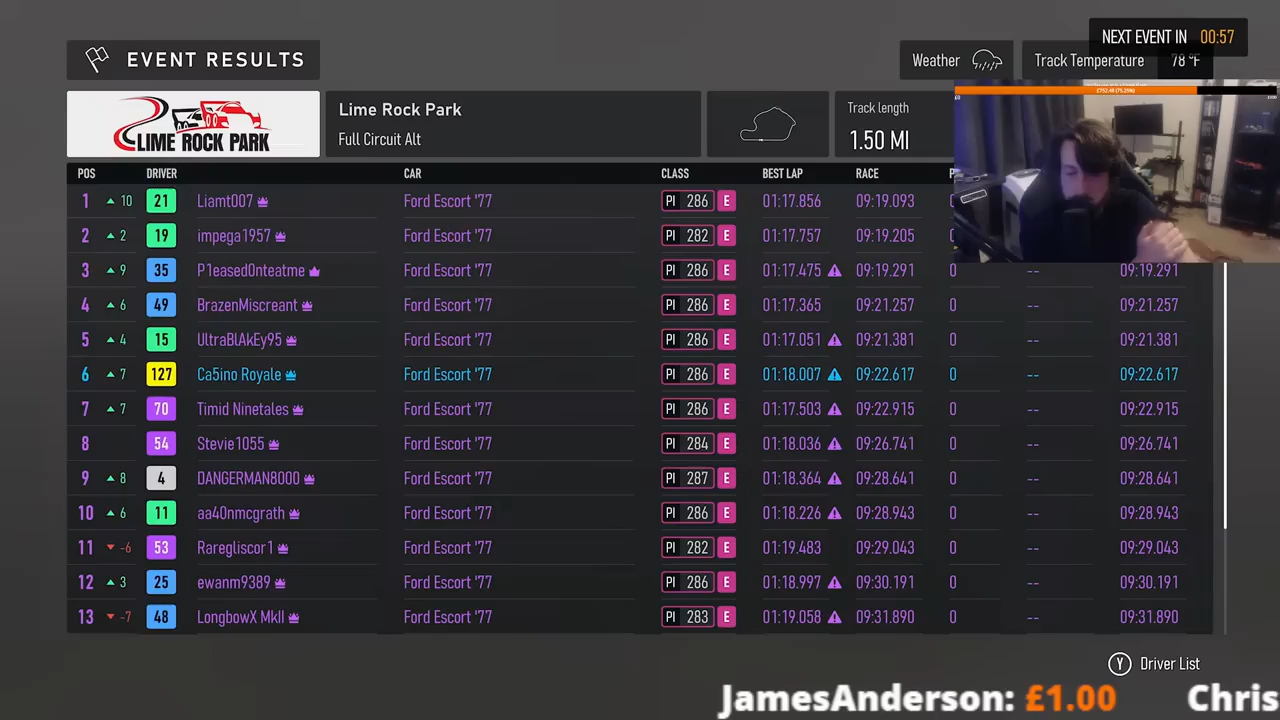 NEXT EVENT IN 00:57
EVENT RESULTS
Weather
Track Temperature 78 °F
LIME ROCK PARK
Lime Rock Park
Full Circuit Alt
Track length
1.50 MI
£752.48 (75.25%)
POS DRIVER CAR CLASS BEST LAP RACE
1 10 21 Liamt007 Ford Escort '77 PI 286 E 01:17.856 09:19.093
2 2 19 impega1957 Ford Escort '77 PI 282 E 01:17.757 09:19.205
3 9 35 P1eased0nteatme Ford Escort '77 PI 286 E 01:17.475 09:19.291 0 -- 09:19.291
4 6 49 BrazenMiscreant Ford Escort '77 PI 286 E 01:17.365 09:21.257 0 -- 09:21.257
5 4 15 UltraBlAkEy95 Ford Escort '77 PI 286 E 01:17.051 09:21.381 0 -- 09:21.381
6 7 127 Ca5ino Royale Ford Escort '77 PI 286 E 01:18.007 09:22.617 0 -- 09:22.617
7 7 70 Timid Ninetales Ford Escort '77 PI 286 E 01:17.503 09:22.915 0 -- 09:22.915
8 54 Stevie1055 Ford Escort '77 PI 284 E 01:18.036 09:26.741 0 -- 09:26.741
9 8 4 DANGERMAN8000 Ford Escort '77 PI 287 E 01:18.364 09:28.641 0 -- 09:28.641
10 6 11 aa40nmcgrath Ford Escort '77 PI 286 E 01:18.226 09:28.943 0 -- 09:28.943
11 -6 53 Raregliscor1 Ford Escort '77 PI 282 E 01:19.483 09:29.043 0 -- 09:29.043
12 3 25 ewanm9389 Ford Escort '77 PI 286 E 01:18.997 09:30.191 0 -- 09:30.191
13 -7 48 LongbowX MkII Ford Escort '77 PI 283 E 01:19.058 09:31.890 0 -- 09:31.890
Y Driver List
JamesAnderson: £1.00 Chris